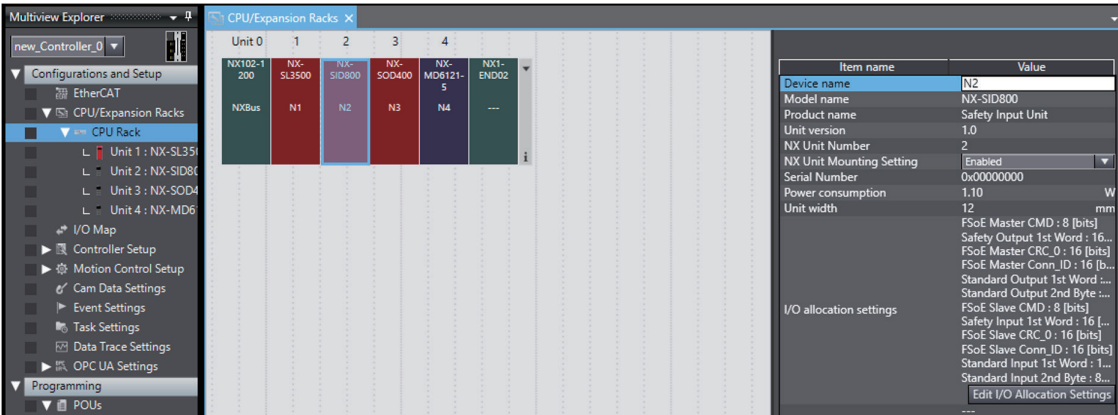 Multiview Explorer
new_Controller_0
Configurations and Setup
EtherCAT
CPU/Expansion Racks
CPU Rack
Unit 1 : NX-SL350
Unit 2 : NX-SID80
Unit 3 : NX-SOD4
Unit 4 : NX-MD6
I/O Map
Controller Setup
Motion Control Setup
Cam Data Settings
Event Settings
Task Settings
Data Trace Settings
OPC UA Settings
Programming
POUs
CPU/Expansion Racks
Unit 0 1 2 3 4
NX102-1200 NX-SL3500 NX-SID800 NX-SOD400 NX-MD6121-5 NX1-END02
NXBus N1 N2 N3 N4 ---
i
Item name Value
Device name N2
Model name NX-SID800
Product name Safety Input Unit
Unit version 1.0
NX Unit Number 2
NX Unit Mounting Setting Enabled
Serial Number 0x00000000
Power consumption 1.10 W
Unit width 12 mm
I/O allocation settings
FSoE Master CMD : 8 [bits]
Safety Output 1st Word : 16...
FSoE Master CRC_0 : 16 [bits]
FSoE Master Conn_ID : 16 [b...
Standard Output 1st Word :...
Standard Output 2nd Byte :...
FSoE Slave CMD : 8 [bits]
Safety Input 1st Word : 16 [...
FSoE Slave CRC_0 : 16 [bits]
FSoE Slave Conn_ID : 16 [bits]
Standard Input 1st Word : 1...
Standard Input 2nd Byte : 8...
Edit I/O Allocation Settings
---